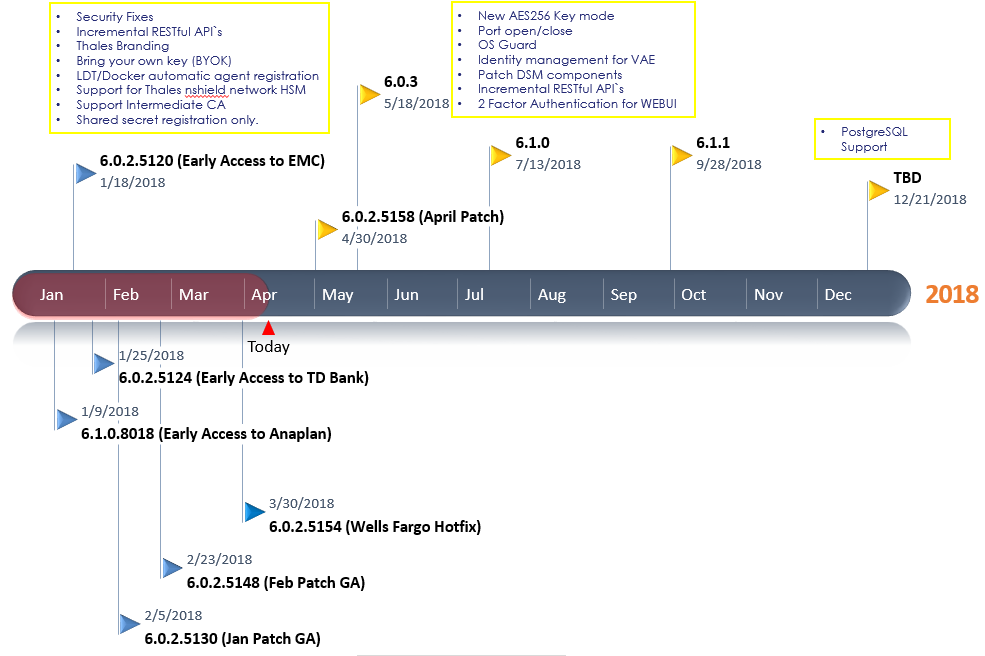 • Security Fixes
• Incremental RESTful API`s
• Thales Branding
• Bring your own key (BYOK)
• LDT/Docker automatic agent registration
• Support for Thales nshield network HSM
• Support Intermediate CA
• Shared secret registration only.
• New AES256 Key mode
• Port open/close
• OS Guard
• Identity management for VAE
• Patch DSM components
• Incremental RESTful API`s
• 2 Factor Authentication for WEBUI
6.0.3
5/18/2018
• PostgreSQL
Support
6.1.0
7/13/2018
6.1.1
9/28/2018
6.0.2.5120 (Early Access to EMC)
1/18/2018
TBD
12/21/2018
6.0.2.5158 (April Patch)
4/30/2018
Jan Feb Mar Apr May Jun Jul Aug Sep Oct Nov Dec 2018
Today
1/25/2018
6.0.2.5124 (Early Access to TD Bank)
1/9/2018
6.1.0.8018 (Early Access to Anaplan)
3/30/2018
6.0.2.5154 (Wells Fargo Hotfix)
2/23/2018
6.0.2.5148 (Feb Patch GA)
2/5/2018
6.0.2.5130 (Jan Patch GA)